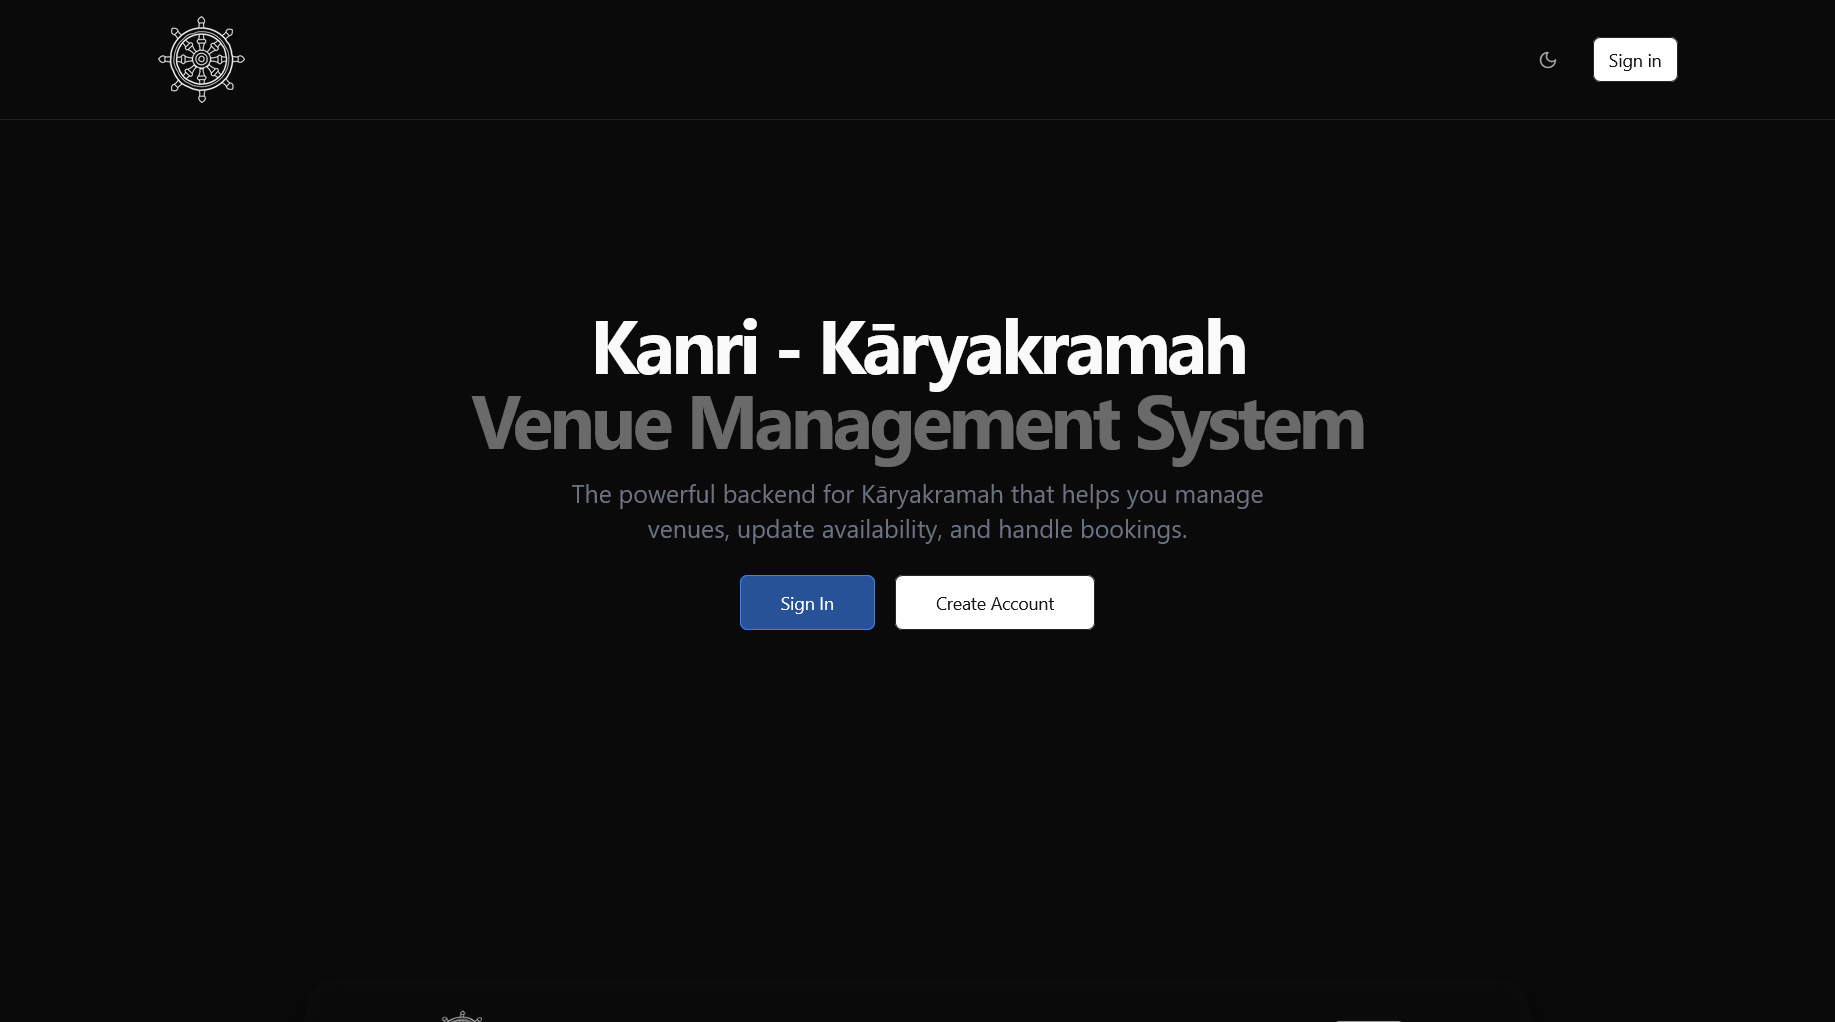 Sign in
Kanri - Kāryakramah
Venue Management System
The powerful backend for Kāryakramah that helps you manage
venues, update availability, and handle bookings.
Sign In
Create Account